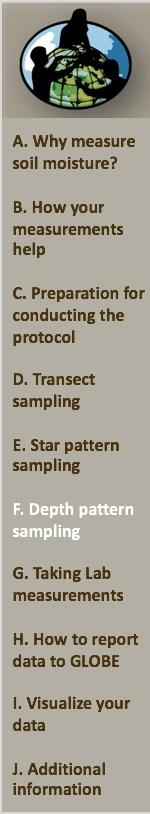 A. Why measure
soil moisture?
B. How your
measurements
help
C. Preparation for
conducting the
protocol
D. Transect
sampling
E. Star pattern
sampling
F. Depth pattern
sampling
G. Taking Lab
measurements
H. How to report
data to GLOBE
I. Visualize your
data
J. Additional
information